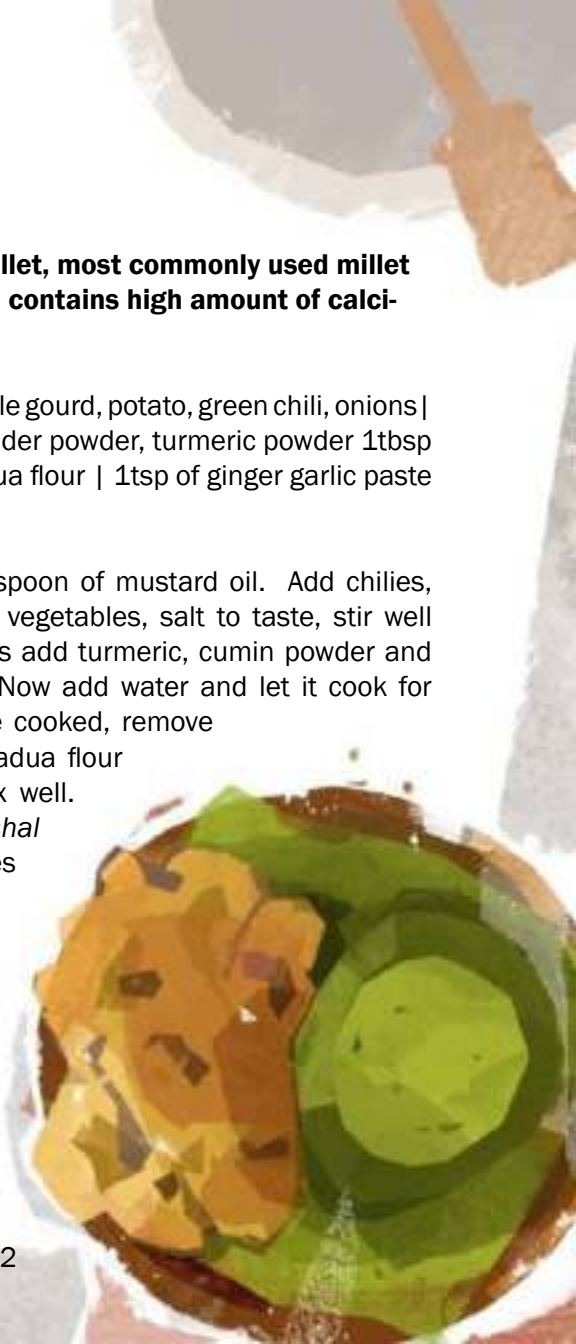 llet, most commonly used millet
contains high amount of calci-
le gourd, potato, green chili, onions|
der powder, turmeric powder 1tbsp
ua flour | 1tsp of ginger garlic paste
spoon of mustard oil. Add chilies,
vegetables, salt to taste, stir well
s add turmeric, cumin powder and
Now add water and let it cook for
e cooked, remove
adua flour
x well.
hal
es
2